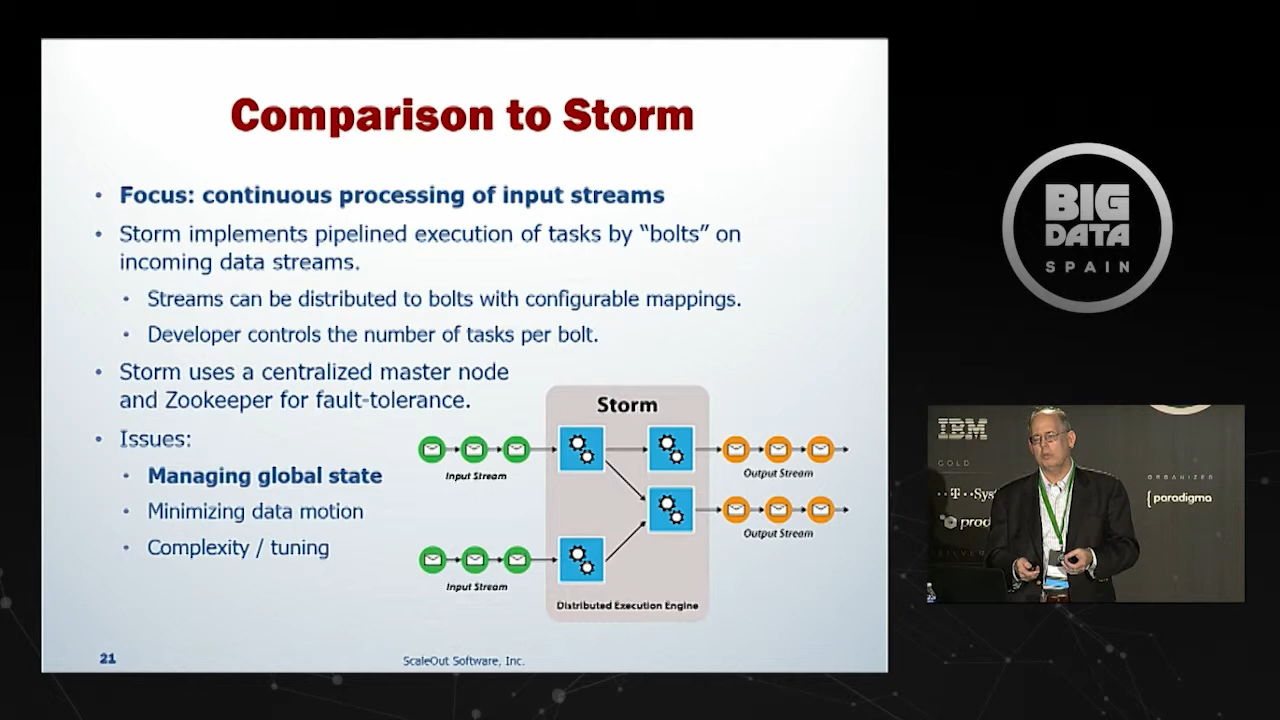 Comparison to Storm
• Focus: continuous processing of input streams
• Storm implements pipelined execution of tasks by “bolts” on
incoming data streams.
• Streams can be distributed to bolts with configurable mappings.
• Developer controls the number of tasks per bolt.
• Storm uses a centralized master node
and Zookeeper for fault-tolerance.
• Issues:
• Managing global state
• Minimizing data motion
• Complexity / tuning
Storm
Input Stream
Output Stream
Output Stream
Input Stream
Distributed Execution Engine
21
ScaleOut Software, Inc.
BIG
DATA
SPAIN
IBM
GOLD
ORGANIZED
{paradigma
SILVER